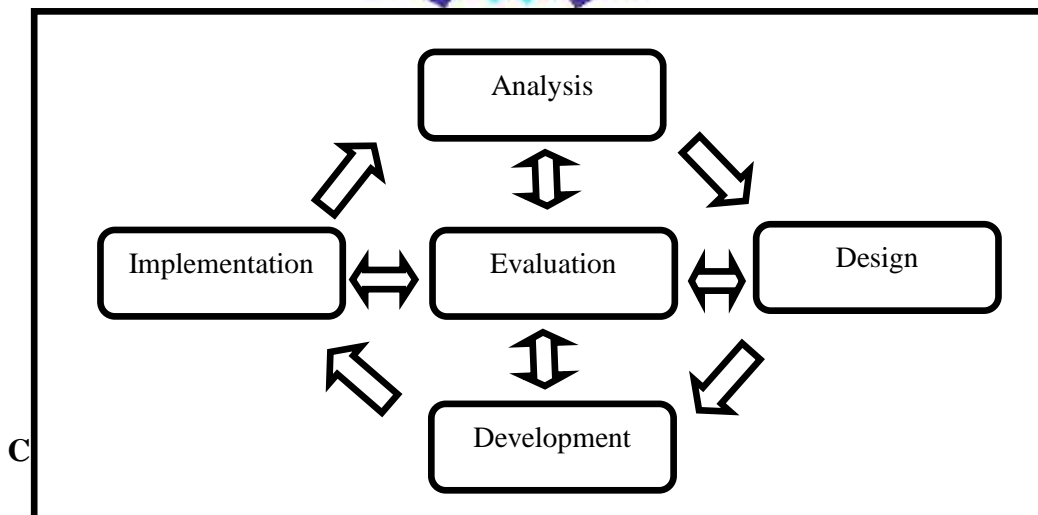 Analysis
Implementation
Evaluation
Design
Development
C